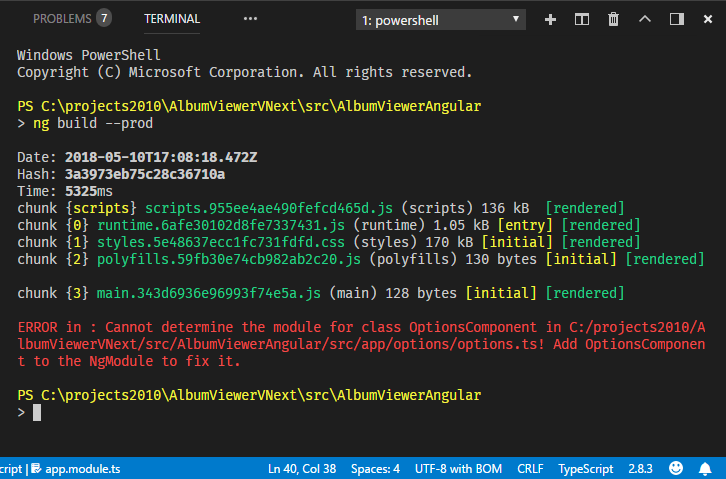 PROBLEMS 7 TERMINAL ··· 1: powershell
Windows PowerShell
Copyright (C) Microsoft Corporation. All rights reserved.
PS C:\projects2010\AlbumViewerVNext\src\AlbumViewerAngular
> ng build --prod
Date: 2018-05-10T17:08:18.472Z
Hash: 3a3973eb75c28c36710a
Time: 5325ms
chunk {scripts} scripts.955ee4ae490fefcd465d.js (scripts) 136 kB  [rendered]
chunk {0} runtime.6afe30102d8fe7337431.js (runtime) 1.05 kB [entry] [rendered]
chunk {1} styles.5e48637ecc1fc731fdfd.css (styles) 170 kB [initial] [rendered]
chunk {2} polyfills.59fb30e74cb982ab2c20.js (polyfills) 130 bytes [initial] [rendered]
chunk {3} main.343d6936e96993f74e5a.js (main) 128 bytes [initial] [rendered]
ERROR in : Cannot determine the module for class OptionsComponent in C:/projects2010/A
lbumViewerVNext/src/AlbumViewerAngular/src/app/options/options.ts! Add OptionsComponen
t to the NgModule to fix it.
PS C:\projects2010\AlbumViewerVNext\src\AlbumViewerAngular
>
cript | app.module.ts Ln 40, Col 38 Spaces: 4 UTF-8 with BOM CRLF TypeScript 2.8.3